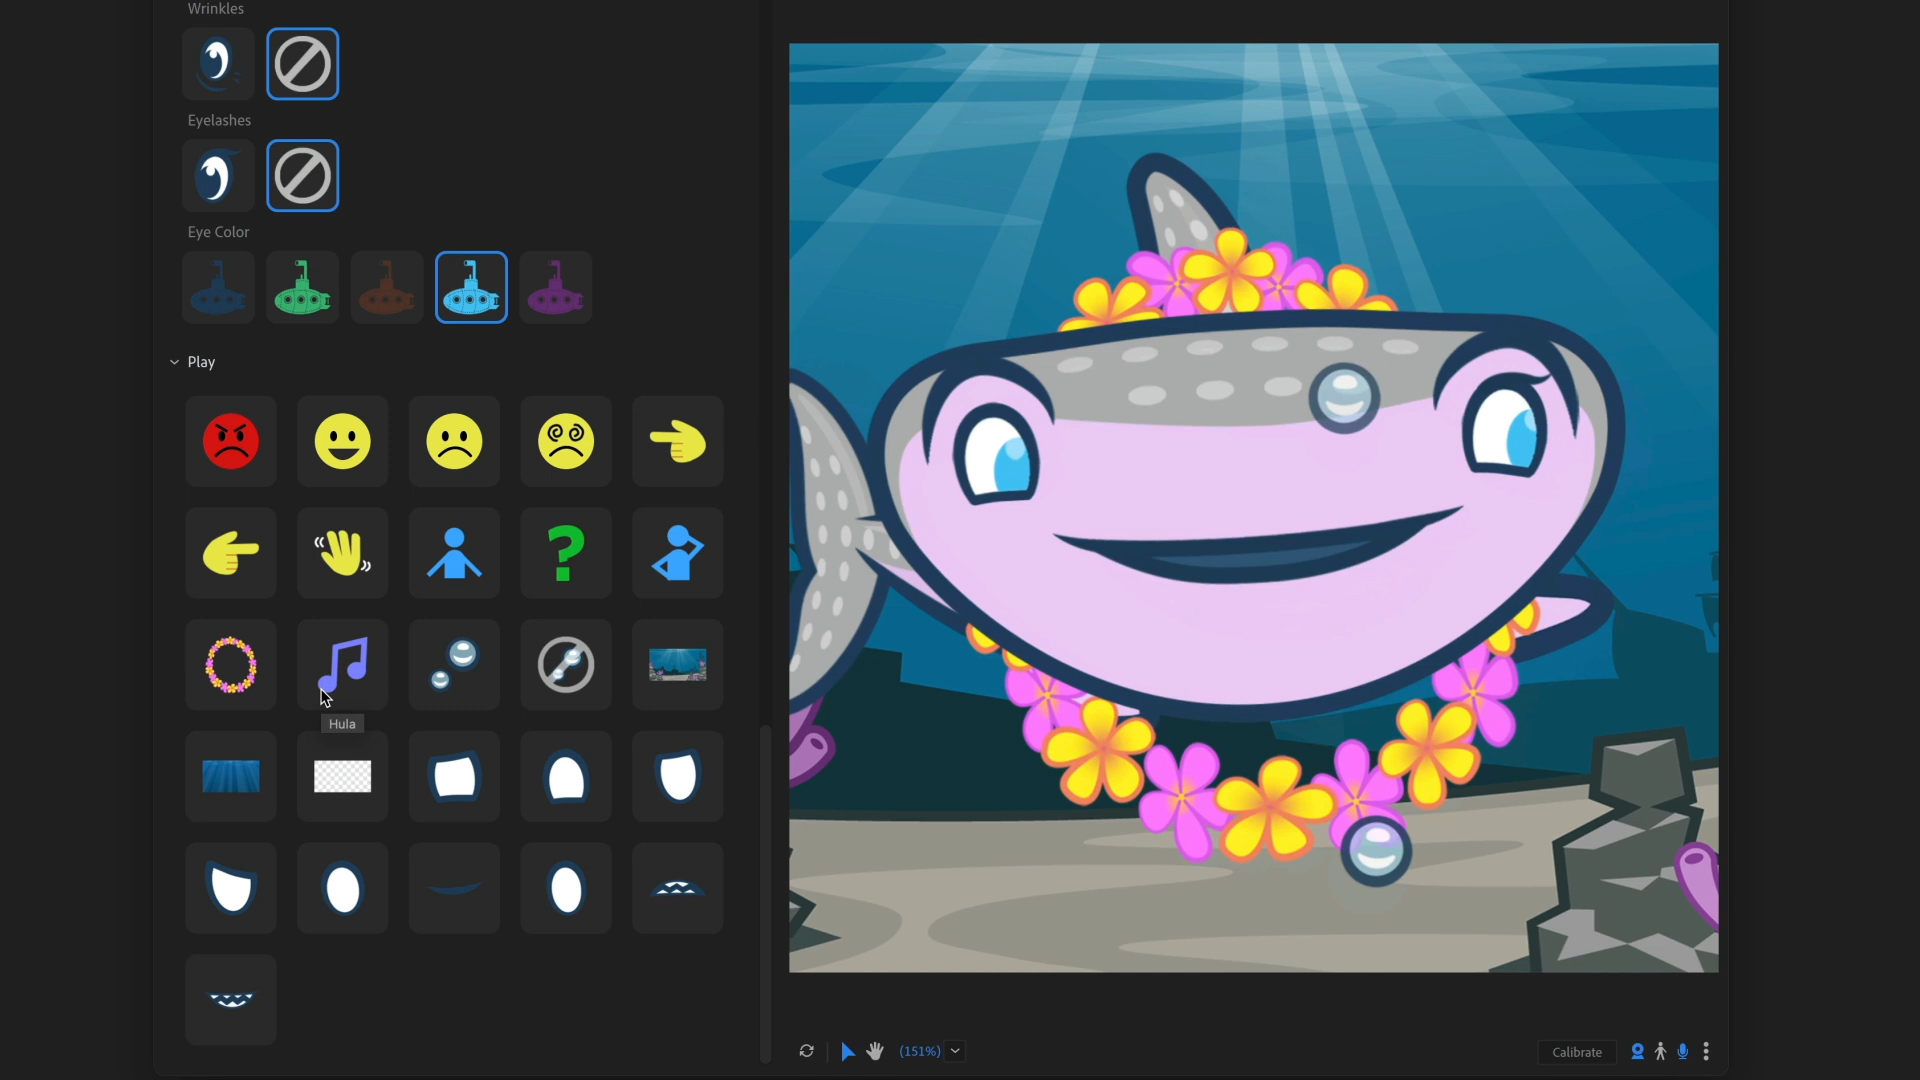 Wrinkles
Eyelashes
Eye Color
Play
?
Hula
(151%)
Calibrate